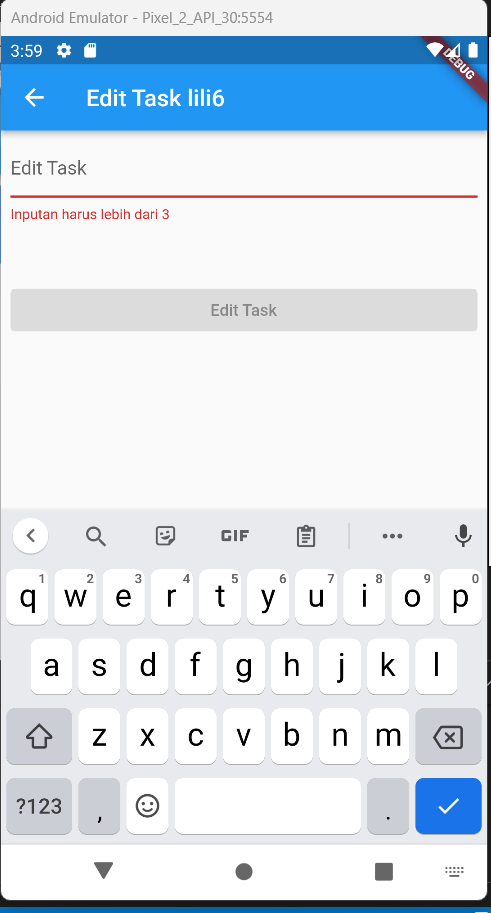 Android Emulator - Pixel_2_API_30:5554
3:59
DEBUG
Edit Task lili6
Edit Task
Inputan harus lebih dari 3
Edit Task
GIF
1 2 3 4 5 6 7 8 9 0
q w e r t y u i o p
a s d f g h j k l
z x c v b n m
?123 , .